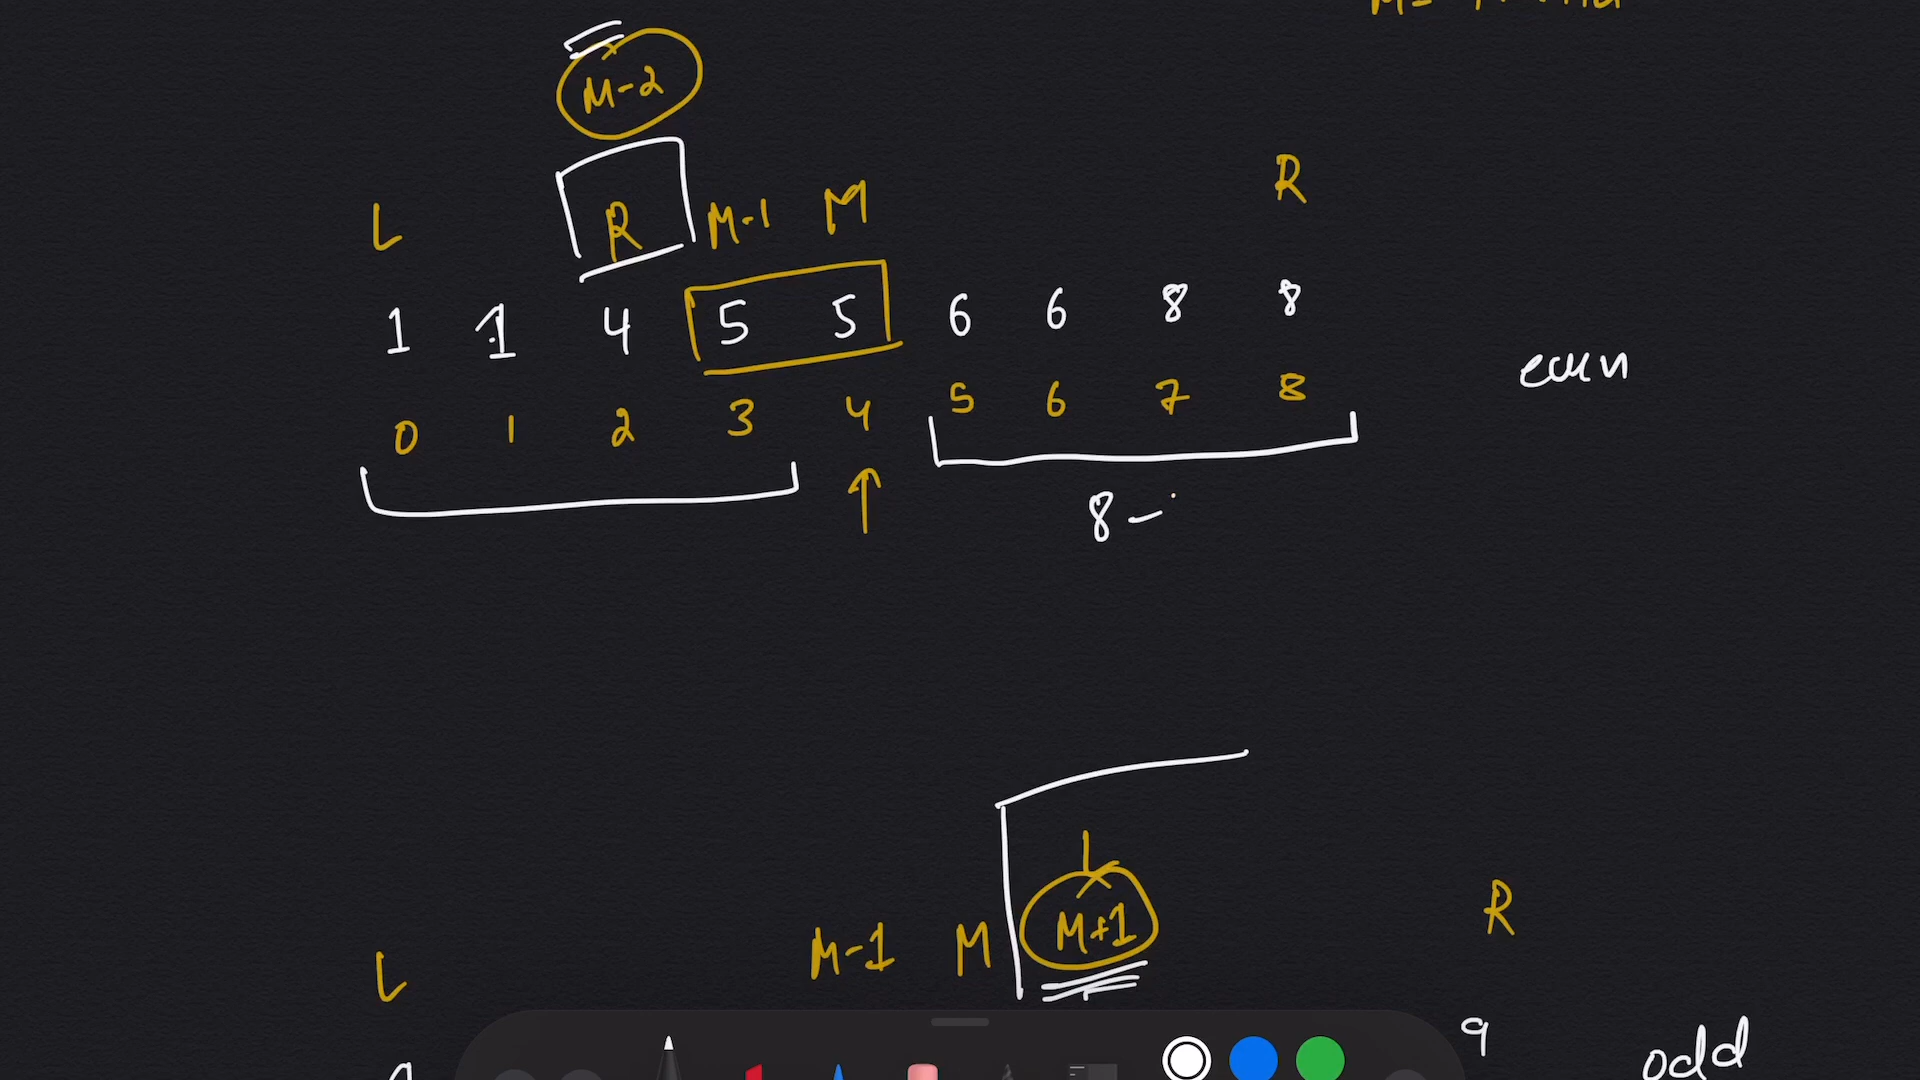 M-2
R
L R M-1 M
1 1 4 5 5 6 6 8 8
even
0 1 2 3 4 5 6 7 8
8 -
L
M-1 M M+1 R
L
9 odd